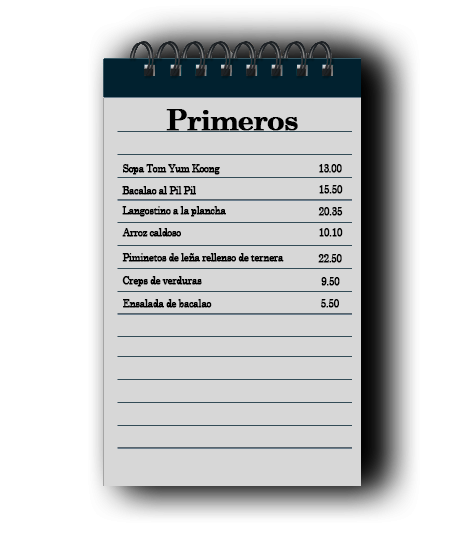 Primeros
Sopa Tom Yum Koong 13.00
Bacalao al Pil Pil 15.50
Langostino a la plancha 20.35
Arroz caldoso 10.10
Piminetos de leña rellenso de ternera 22.50
Creps de verduras 9.50
Ensalada de bacalao 5.50